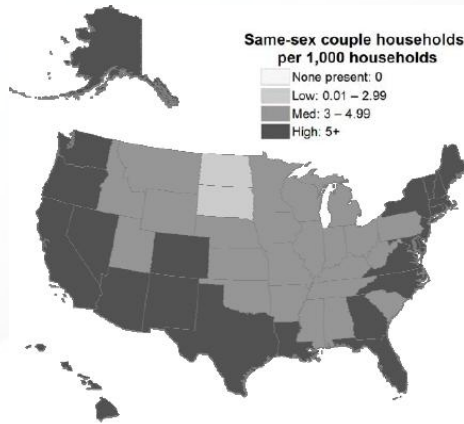 Same-sex couple households
per 1,000 households
None present: 0
Low: 0.01 – 2.99
Med: 3 – 4.99
High: 5+